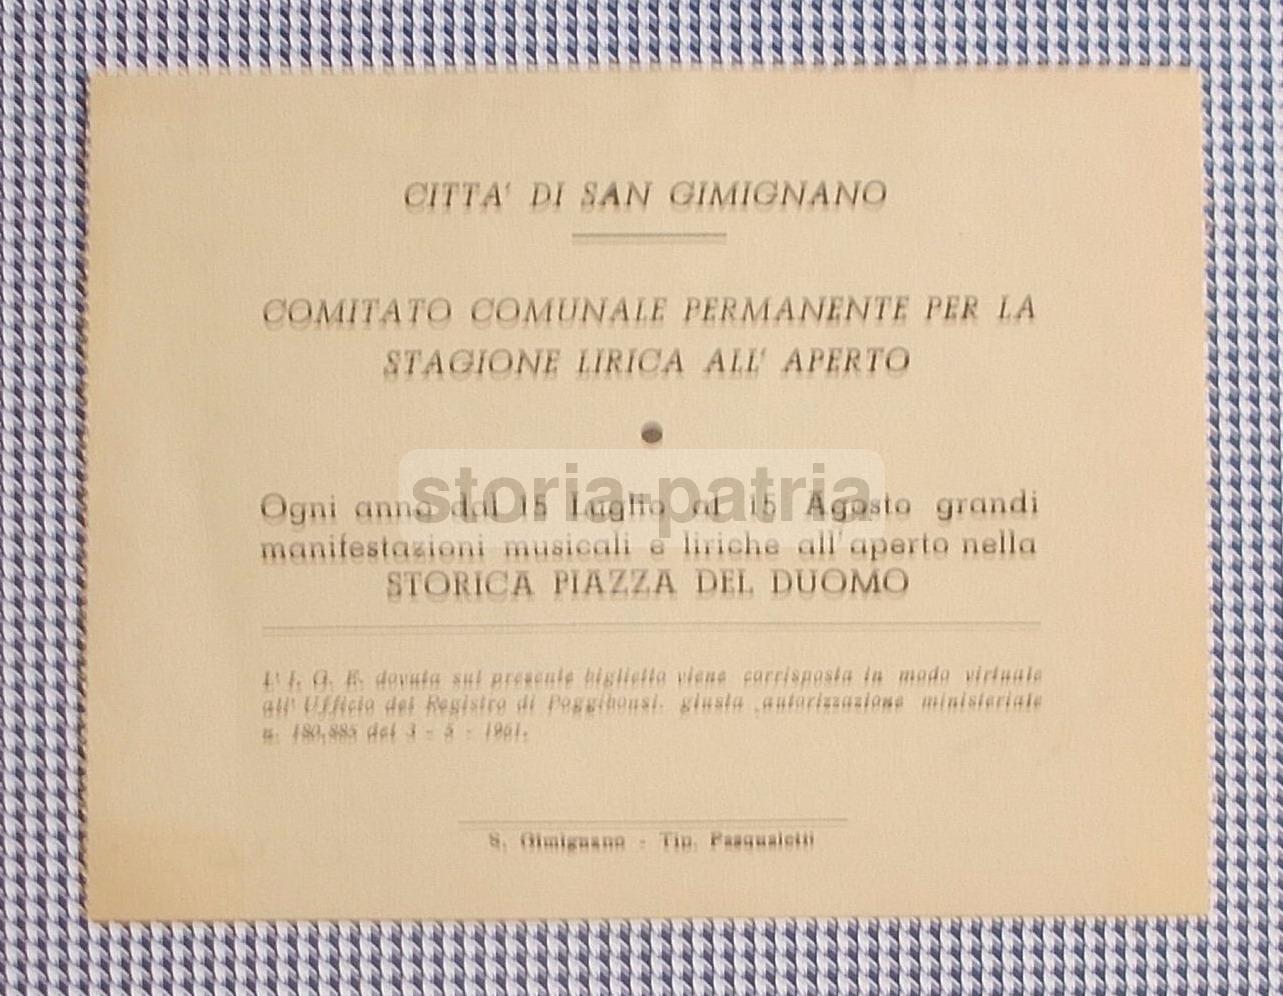 CITTA' DI SAN GIMIGNANO
COMITATO COMUNALE PERMANENTE PER LA
STAGIONE LIRICA ALL' APERTO
storia-patria
Ogni anno dal 15 Luglio al 15 Agosto grandi
manifestazioni musicali e liriche all'aperto nella
STORICA PIAZZA DEL DUOMO
L' I. G. E. dovuta sul presente biglietto viene corrisposta in modo virtuale
all' Ufficio del Registro di Poggibonsi. giusta autorizzazione ministeriale
n. 180.885 del 3 - 5 - 1961.
S. Gimignano - Tip. Pasqualetti